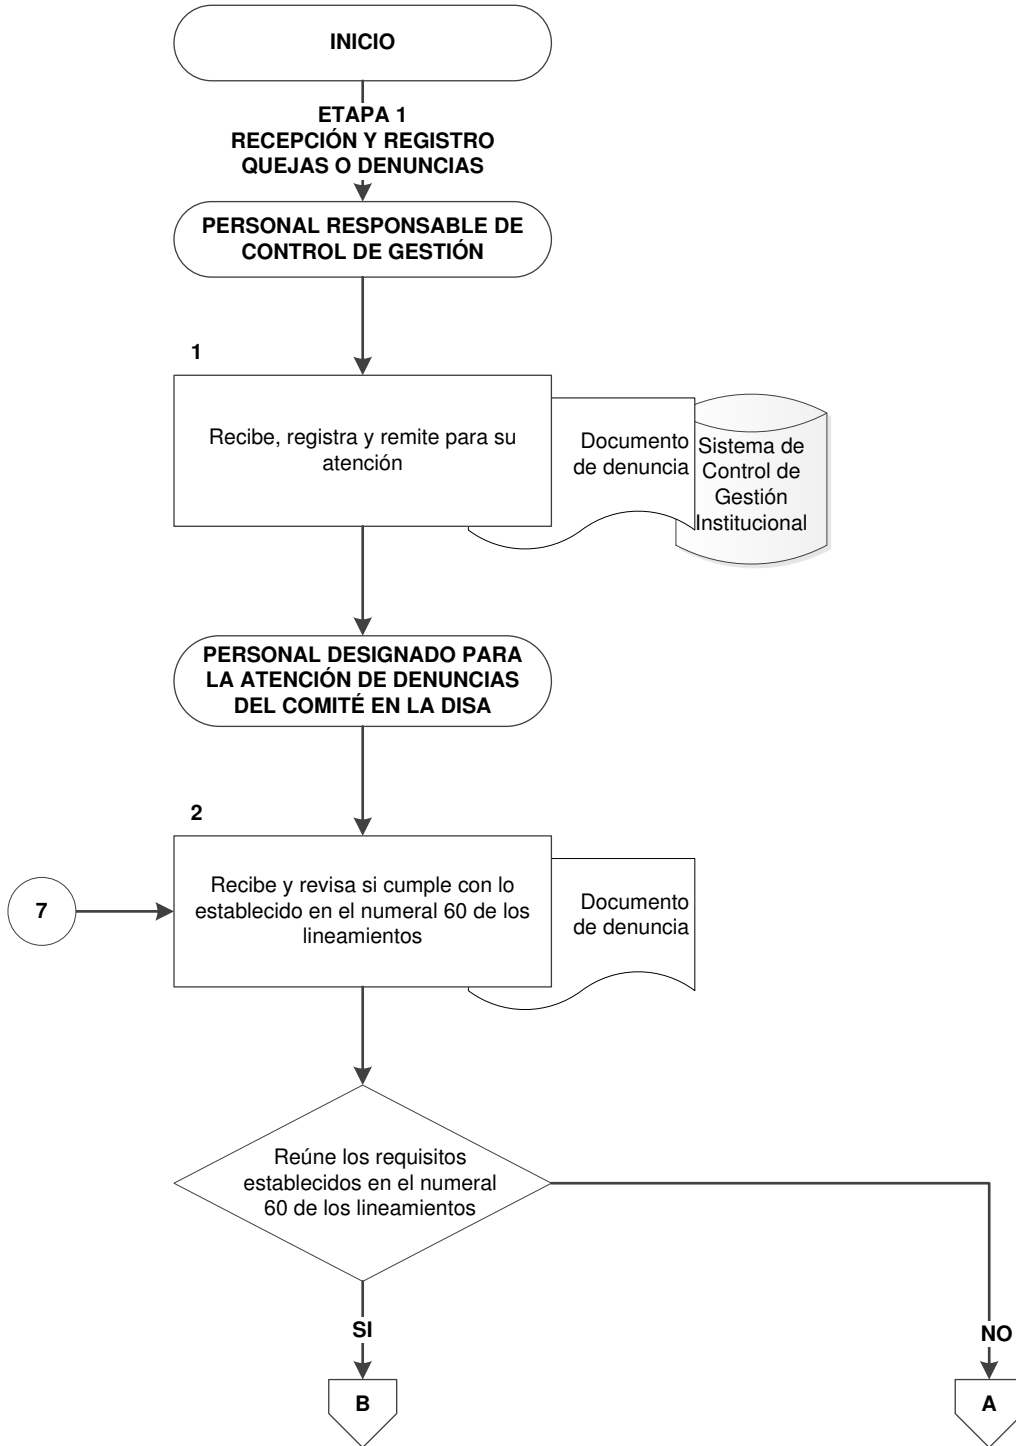 INICIO
ETAPA 1
RECEPCIÓN Y REGISTRO
QUEJAS O DENUNCIAS
PERSONAL RESPONSABLE DE
CONTROL DE GESTIÓN
1
Recibe, registra y remite para su
atención
Documento
de denuncia
Sistema de
Control de
Gestión
Institucional
PERSONAL DESIGNADO PARA
LA ATENCIÓN DE DENUNCIAS
DEL COMITÉ EN LA DISA
2
7
Recibe y revisa si cumple con lo
establecido en el numeral 60 de los
lineamientos
Documento
de denuncia
Reúne los requisitos
establecidos en el numeral
60 de los lineamientos
SI
NO
B
A